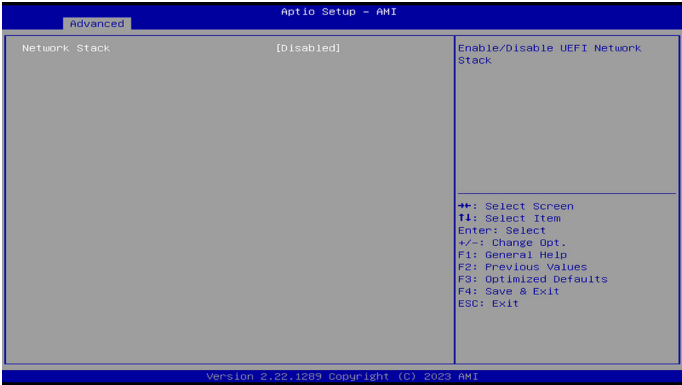 Aptio Setup – AMI
Advanced
Network Stack [Disabled]
Enable/Disable UEFI Network
Stack
→←: Select Screen
↑↓: Select Item
Enter: Select
+/-: Change Opt.
F1: General Help
F2: Previous Values
F3: Optimized Defaults
F4: Save & Exit
ESC: Exit
Version 2.22.1289 Copyright (C) 2023 AMI